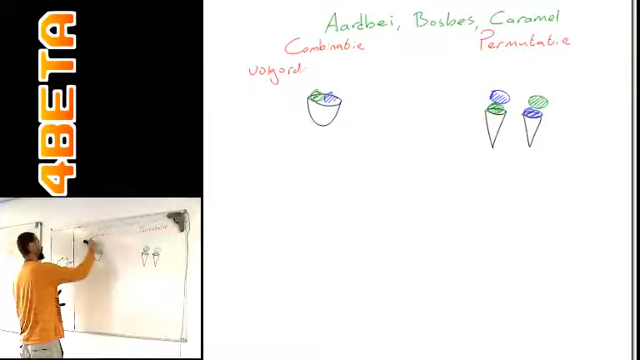 Aardbei, Bosbes, Caramel
Combinatie
Permutatie
volgord
4BETA